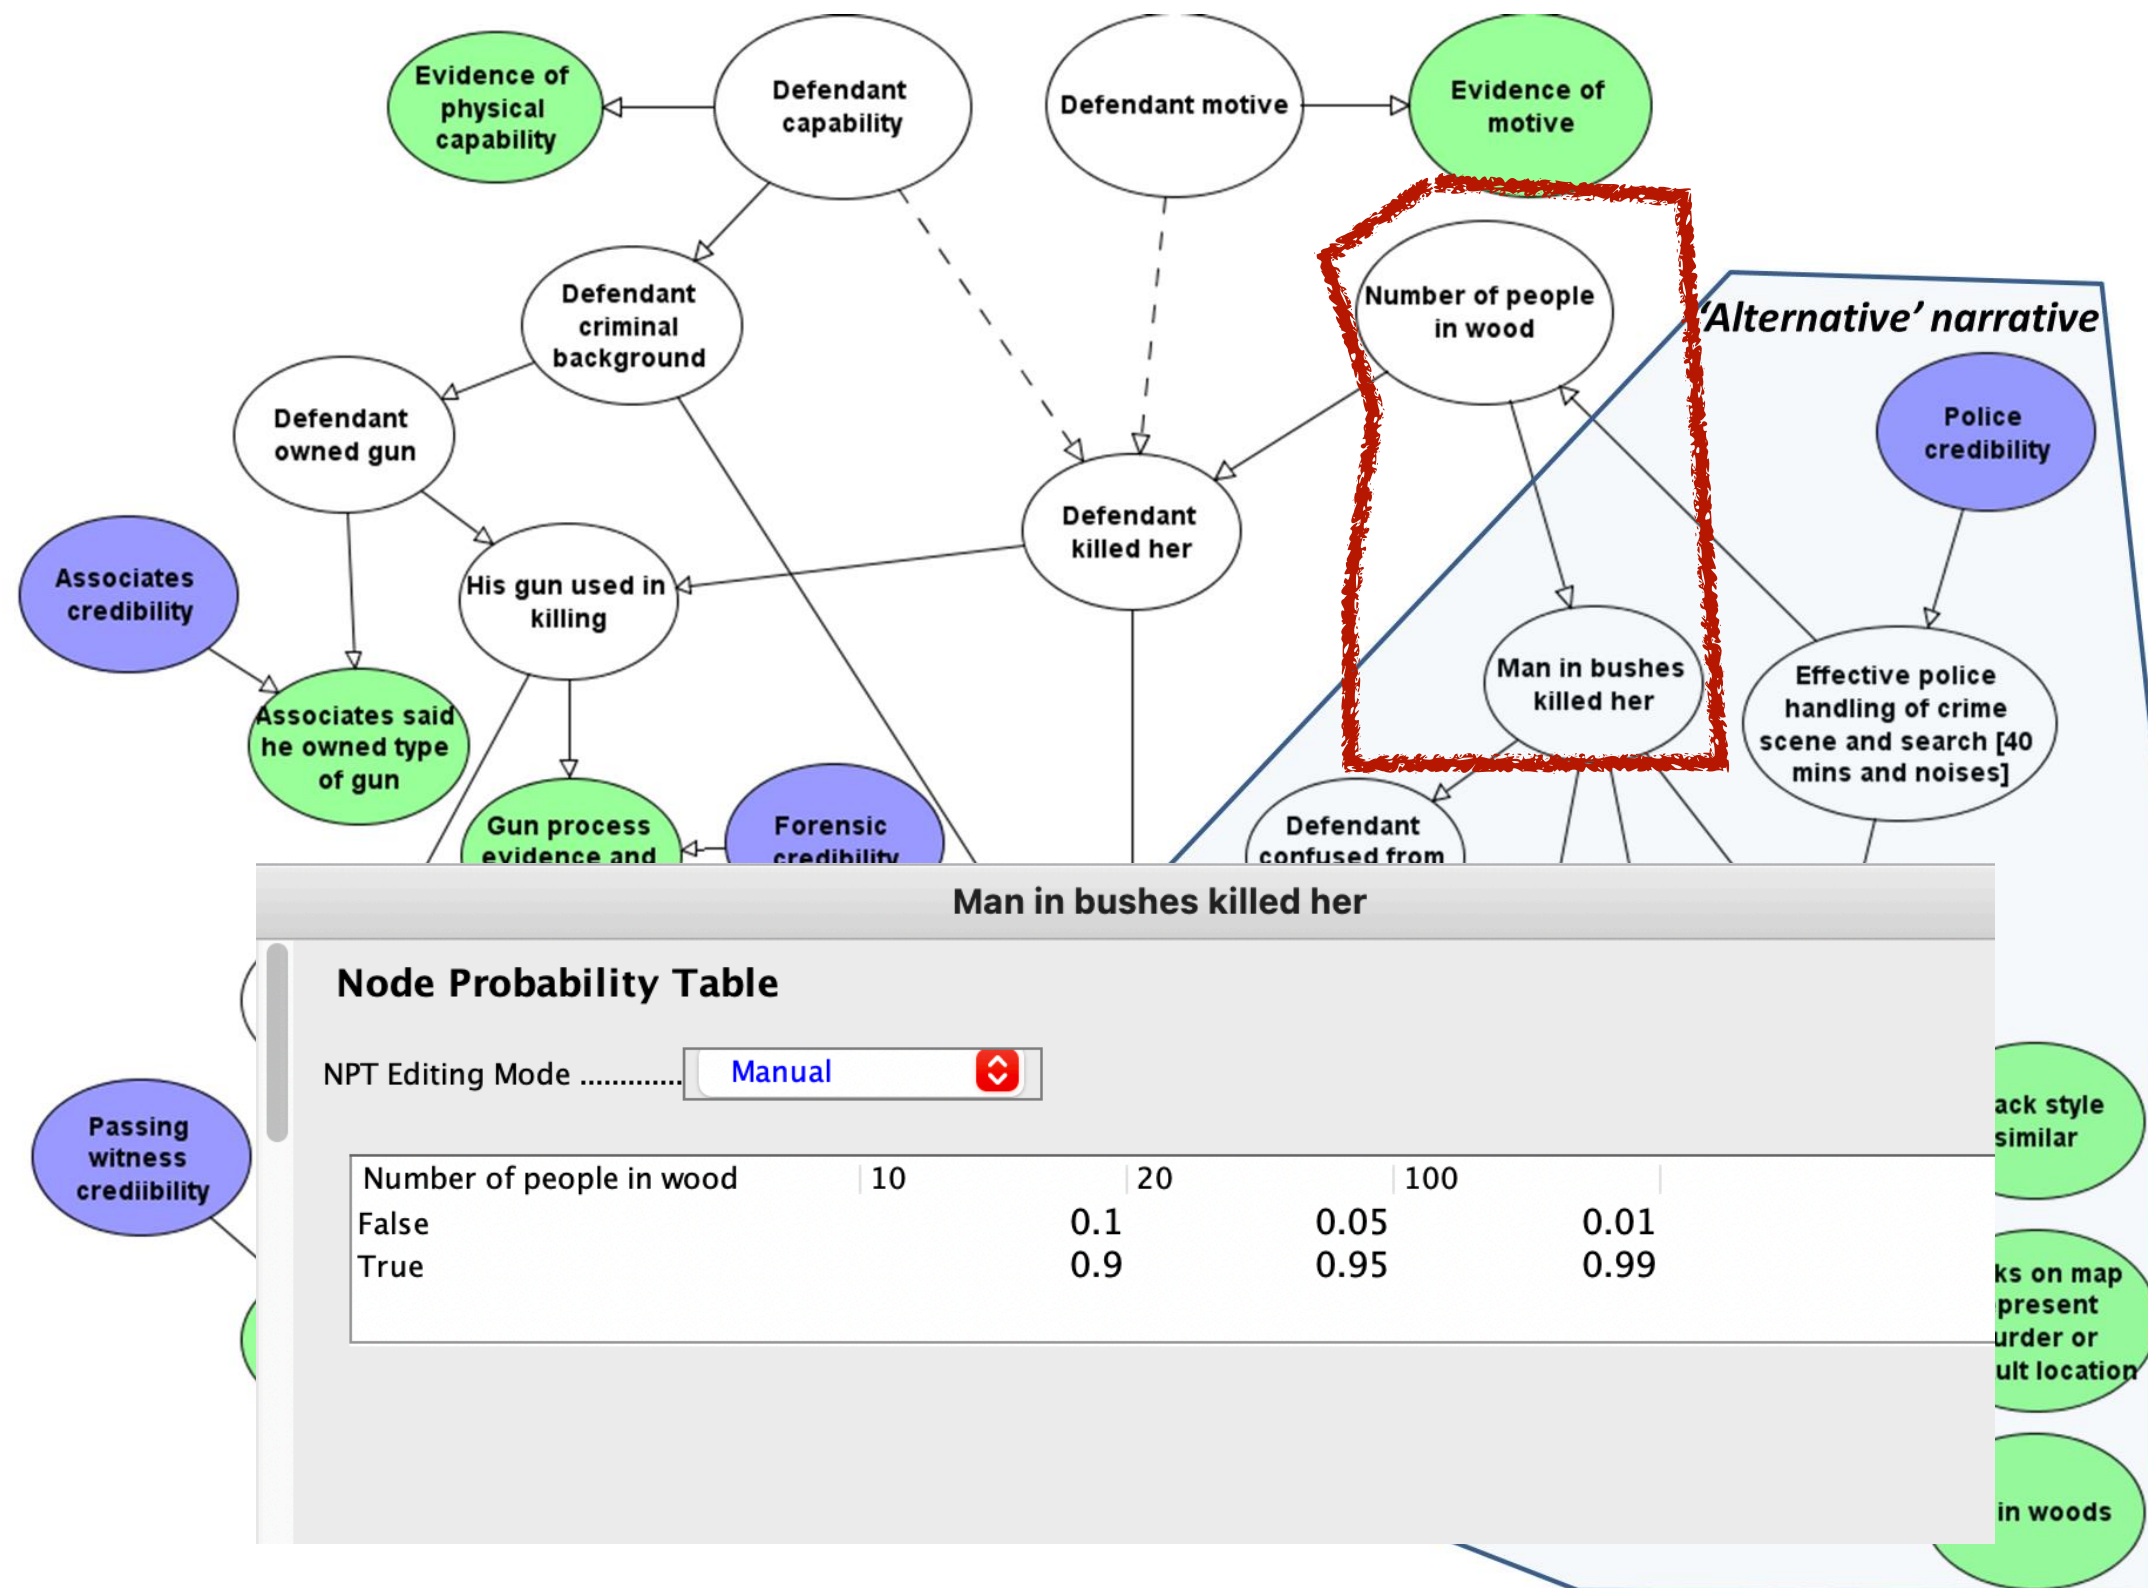 Evidence of
physical
capability
Defendant
capability
Defendant motive
Evidence of
motive
Defendant
criminal
background
Number of people
in wood
'Alternative' narrative
Defendant
owned gun
Police
credibility
Defendant
killed her
Associates
credibility
His gun used in
killing
Man in bushes
killed her
Effective police
handling of crime
scene and search [40
mins and noises]
Associates said
he owned type
of gun
Gun process
evidence and
Forensic
credibility
Defendant
confused from
Man in bushes killed her
Node Probability Table
NPT Editing Mode .............
Manual
Number of people in wood 10 20 100
False 0.1 0.05 0.01
True 0.9 0.95 0.99
Passing
witness
crediibility
ack style
similar
ks on map
present
urder or
ult location
in woods